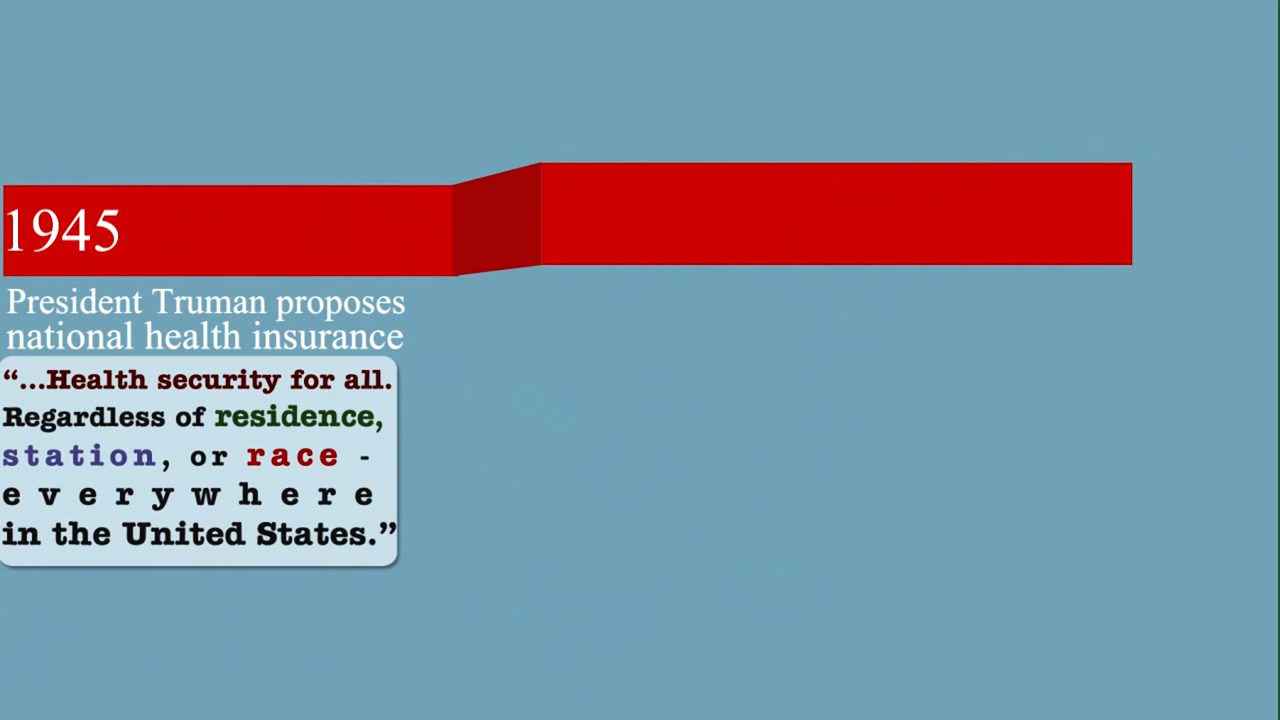 1945
President Truman proposes
national health insurance
“...Health security for all.
Regardless of residence,
station, or race -
everywhere
in the United States.”